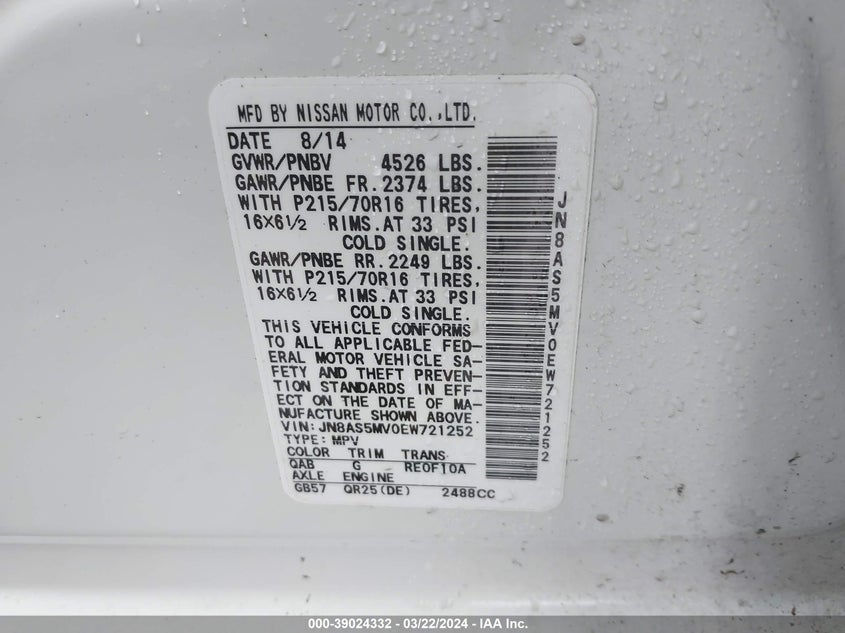 MFD BY NISSAN MOTOR CO.,LTD.
DATE 8/14
GVWR/PNBV 4526 LBS.
GAWR/PNBE FR.2374 LBS.
WITH P215/70R16 TIRES,
16X6½ RIMS.AT 33 PSI
COLD SINGLE.
GAWR/PNBE RR.2249 LBS.
WITH P215/70R16 TIRES,
16X6½ RIMS.AT 33 PSI
COLD SINGLE.
THIS VEHICLE CONFORMS
TO ALL APPLICABLE FED-
ERAL MOTOR VEHICLE SA-
FETY AND THEFT PREVEN-
TION STANDARDS IN EFF-
ECT ON THE DATE OF MA-
NUFACTURE SHOWN ABOVE.
VIN:JN8AS5MV0EW721252
TYPE:MPV
COLOR TRIM TRANS
QAB G RE0F10A
AXLE ENGINE
GB57 QR25(DE) 2488CC
JN8AS5MV0EW721252
000-39024332 - 03/22/2024 - IAA Inc.